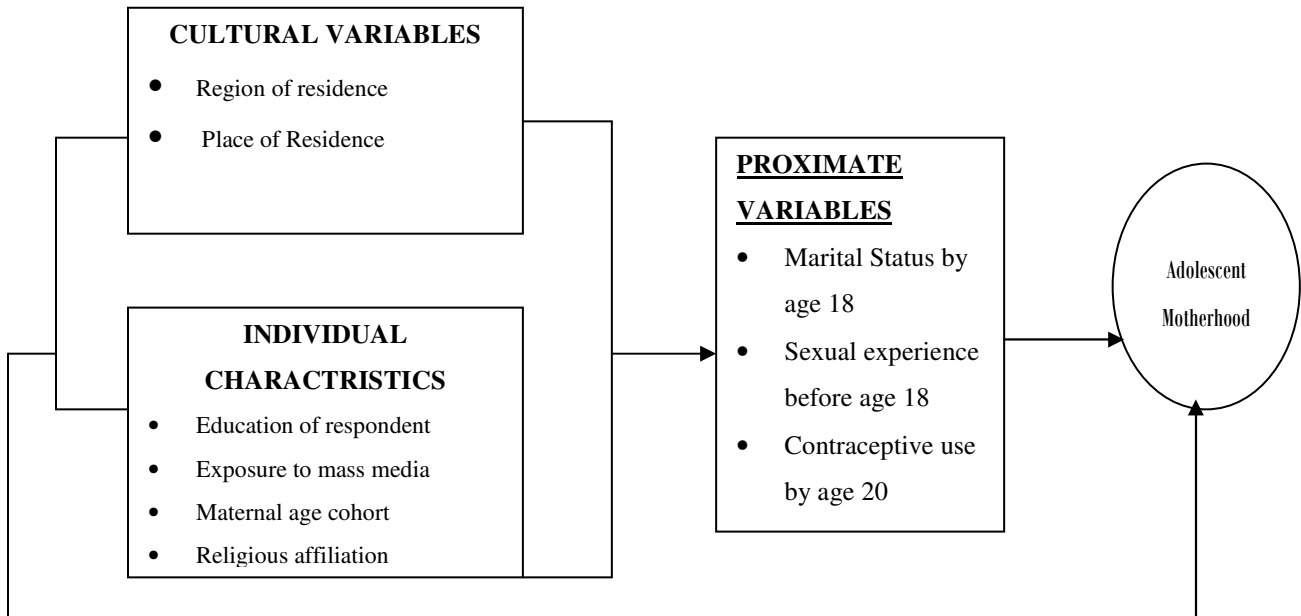 CULTURAL VARIABLES
• Region of residence
• Place of Residence
INDIVIDUAL
CHARACTRISTICS
• Education of respondent
• Exposure to mass media
• Maternal age cohort
• Religious affiliation
PROXIMATE
VARIABLES
• Marital Status by
age 18
• Sexual experience
before age 18
• Contraceptive use
by age 20
Adolescent
Motherhood